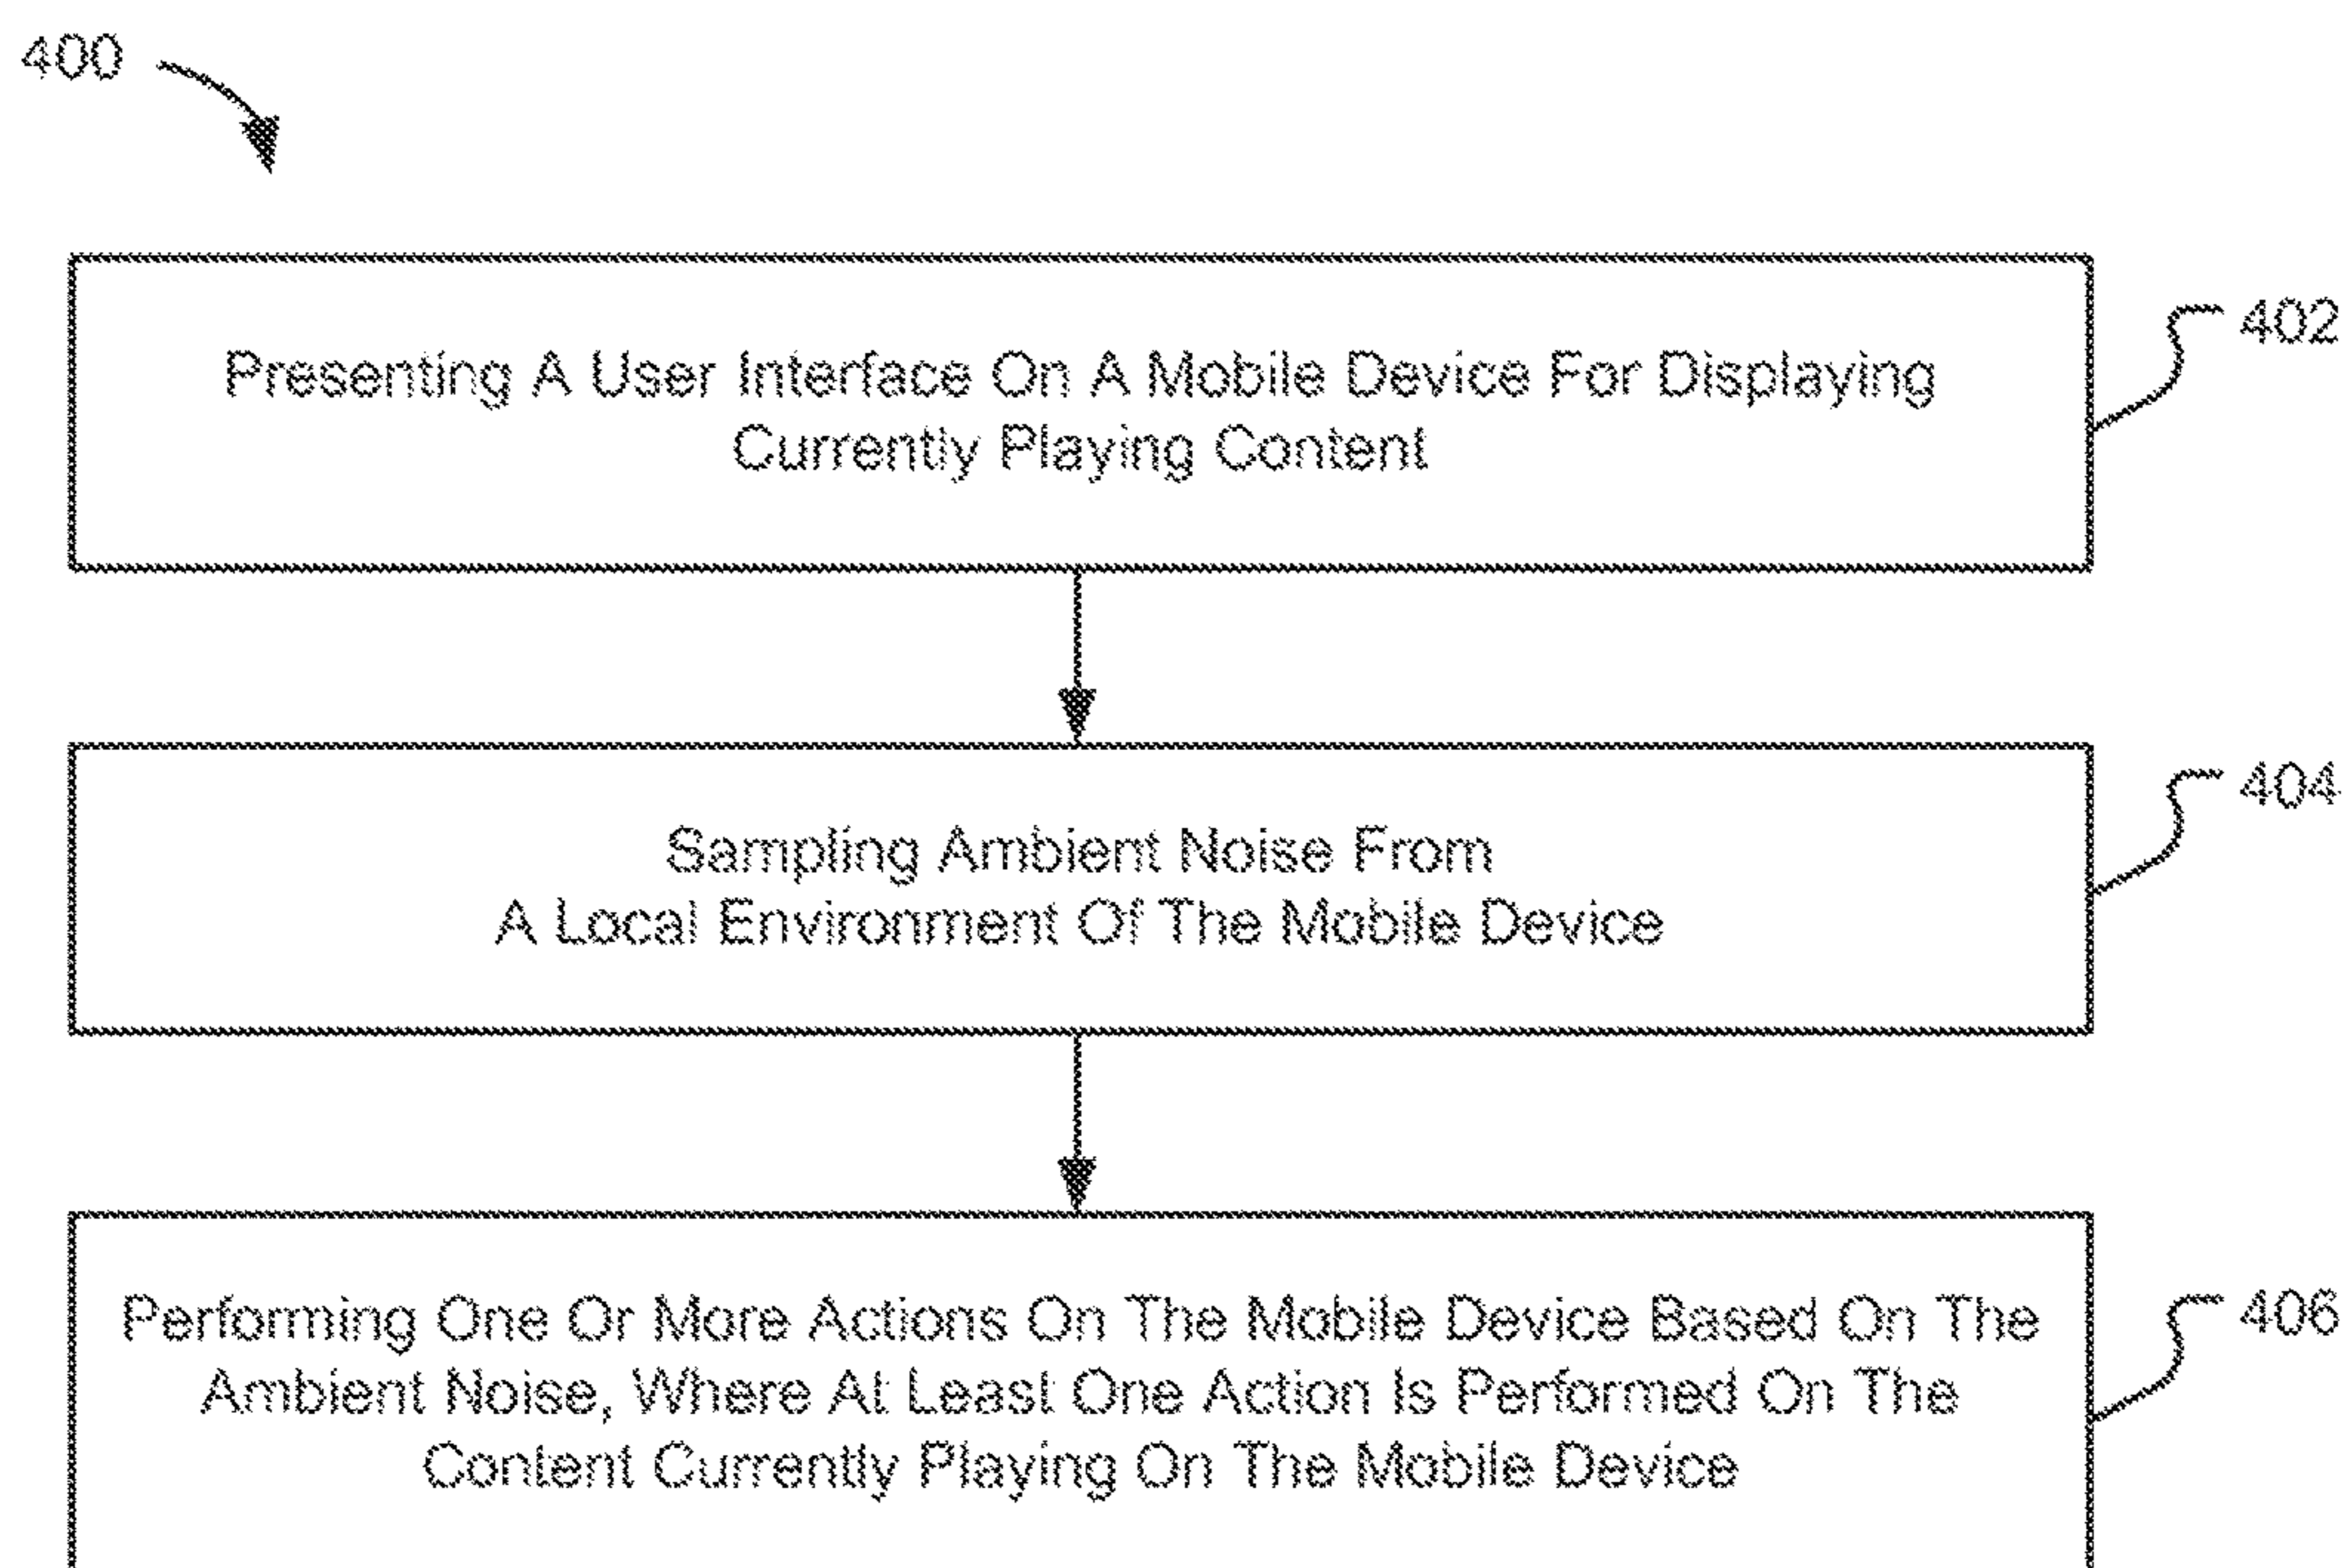 400
Presenting A User Interface On A Mobile Device For Displaying
Currently Playing Content
402
Sampling Ambient Noise From
A Local Environment Of The Mobile Device
404
Performing One Or More Actions On The Mobile Device Based On The
Ambient Noise, Where At Least One Action Is Performed On The
Content Currently Playing On The Mobile Device
406